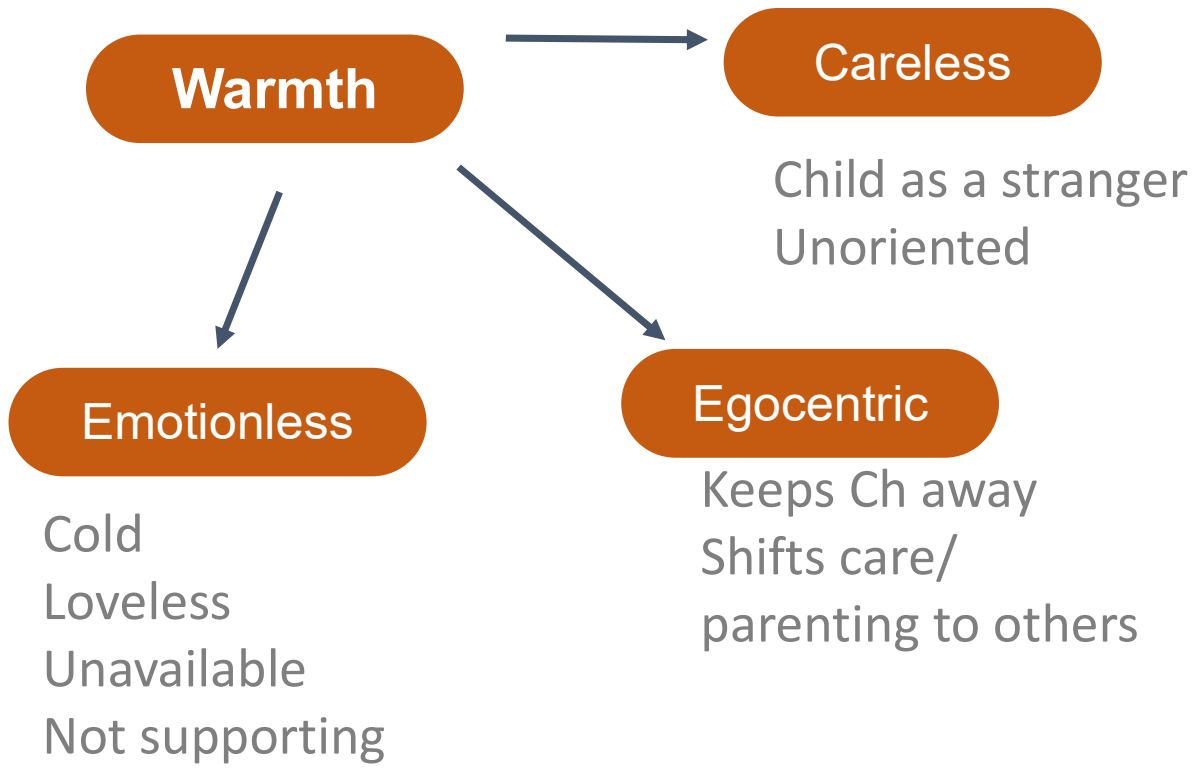 Warmth
Careless
Child as a stranger
Unoriented
Emotionless
Cold
Loveless
Unavailable
Not supporting
Egocentric
Keeps Ch away
Shifts care/
parenting to others